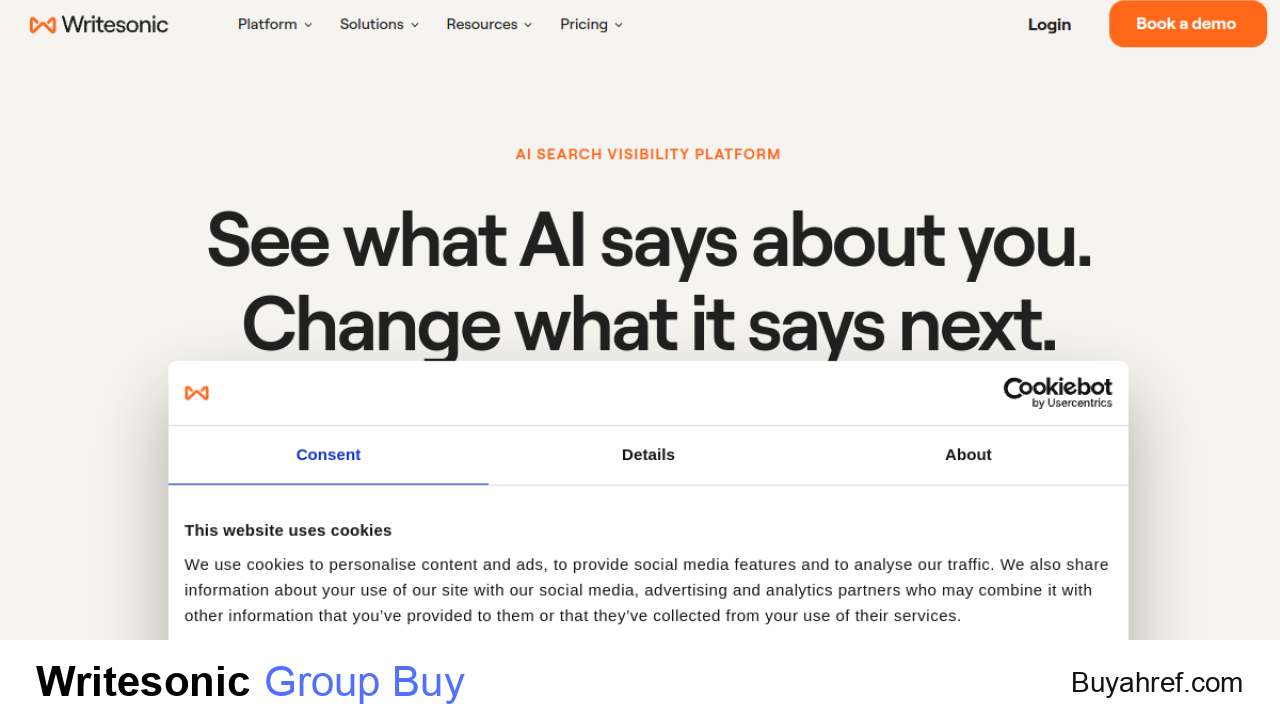 Writesonic
Platform
Solutions
Resources
Pricing
Login
Book a demo
AI SEARCH VISIBILITY PLATFORM
See what AI says about you.
Change what it says next.
Cookiebot
by Usercentrics
Consent
Details
About
This website uses cookies
We use cookies to personalise content and ads, to provide social media features and to analyse our traffic. We also share
information about your use of our site with our social media, advertising and analytics partners who may combine it with
other information that you’ve provided to them or that they’ve collected from your use of their services.
Writesonic Group Buy
Buyahref.com